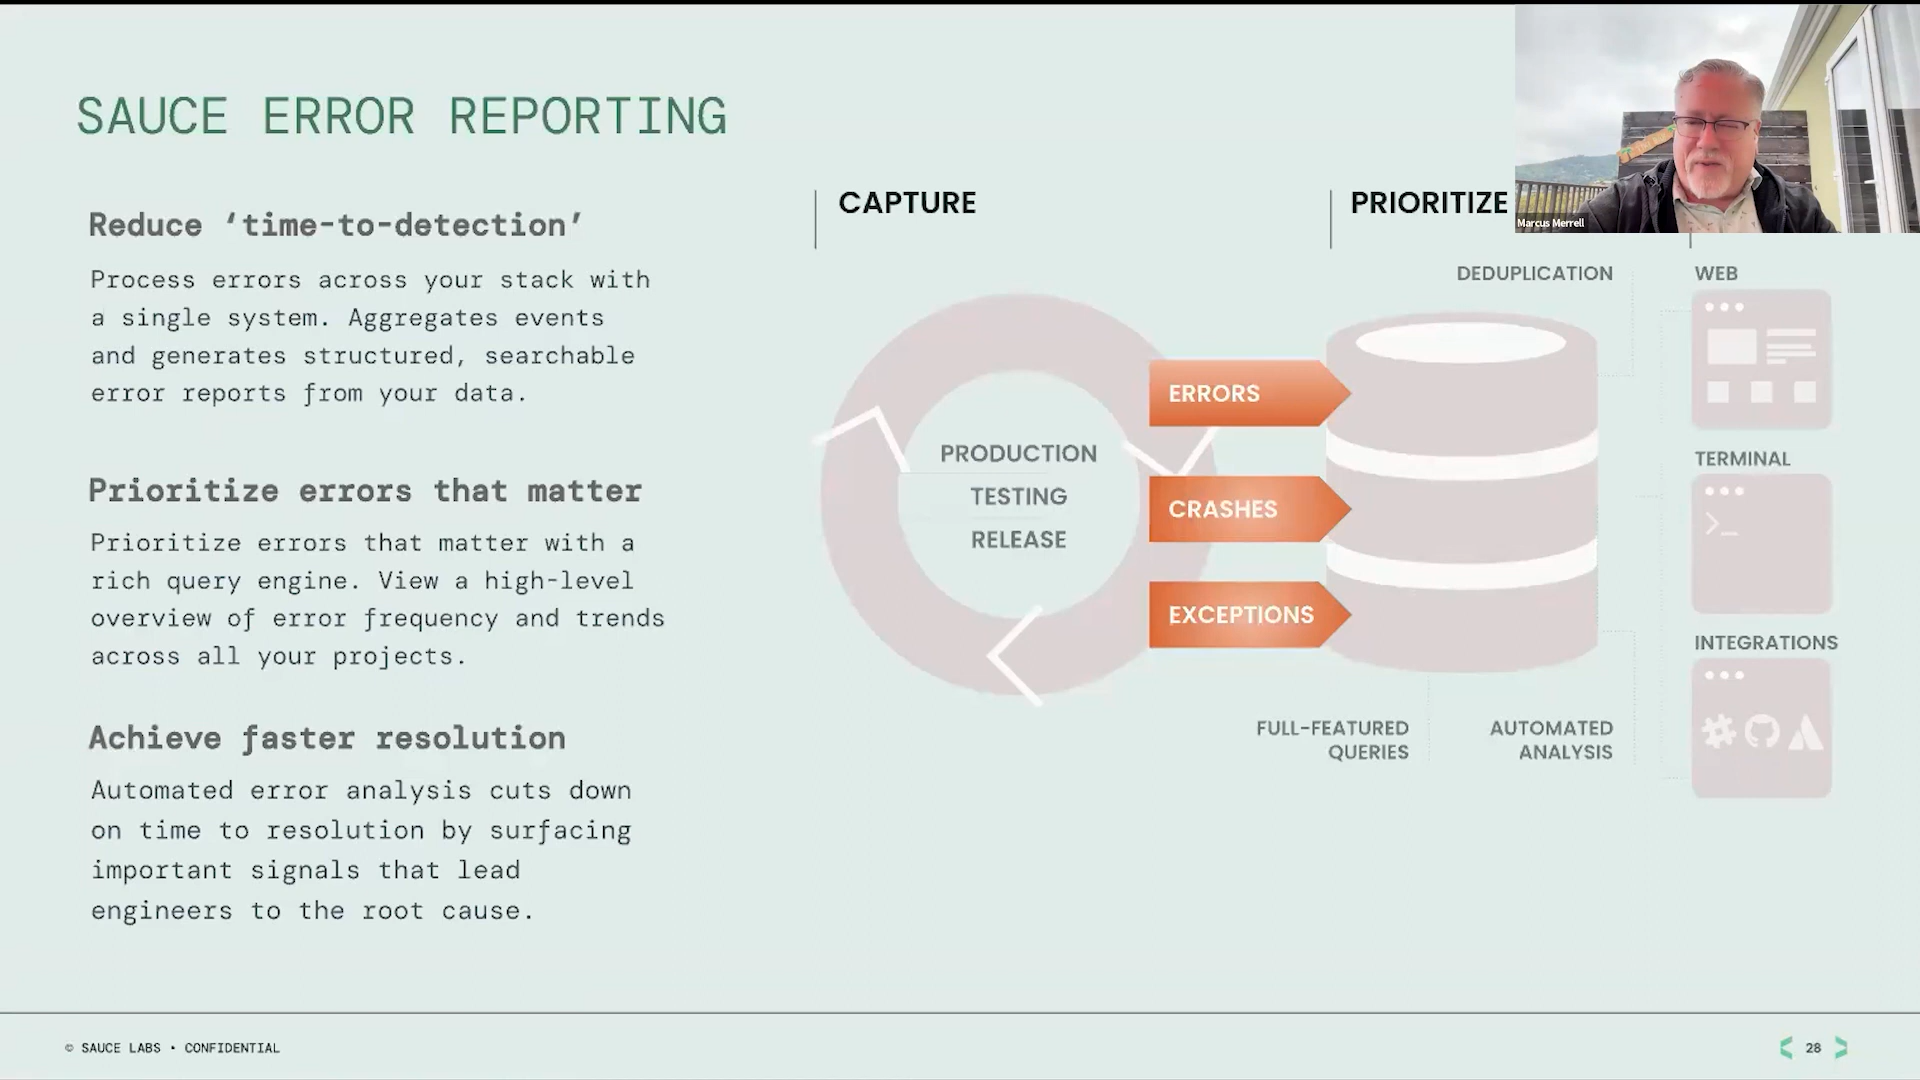 SAUCE ERROR REPORTING
Reduce ‘time-to-detection’
Process errors across your stack with
a single system. Aggregates events
and generates structured, searchable
error reports from your data.
Prioritize errors that matter
Prioritize errors that matter with a
rich query engine. View a high-level
overview of error frequency and trends
across all your projects.
Achieve faster resolution
Automated error analysis cuts down
on time to resolution by surfacing
important signals that lead
engineers to the root cause.
CAPTURE
PRODUCTION
TESTING
RELEASE
ERRORS
CRASHES
EXCEPTIONS
PRIORITIZE
DEDUPLICATION
FULL-FEATURED
QUERIES
AUTOMATED
ANALYSIS
Marcus Merrell
WEB
TERMINAL
>_
INTEGRATIONS
© SAUCE LABS • CONFIDENTIAL
< 28 >